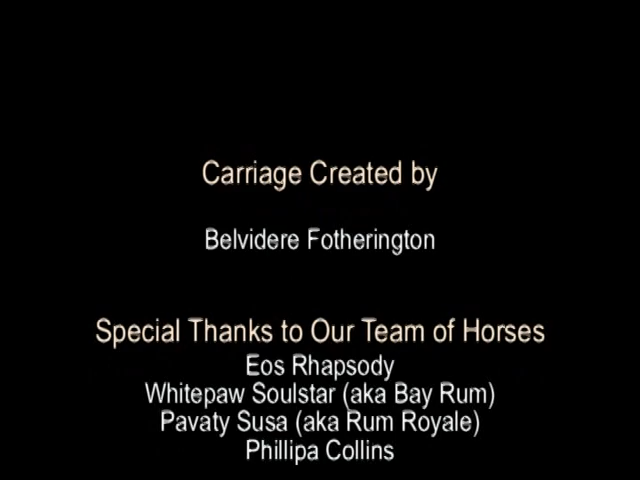 Carriage Created by
Belvidere Fotherington
Special Thanks to Our Team of Horses
Eos Rhapsody
Whitepaw Soulstar (aka Bay Rum)
Pavaty Susa (aka Rum Royale)
Phillipa Collins